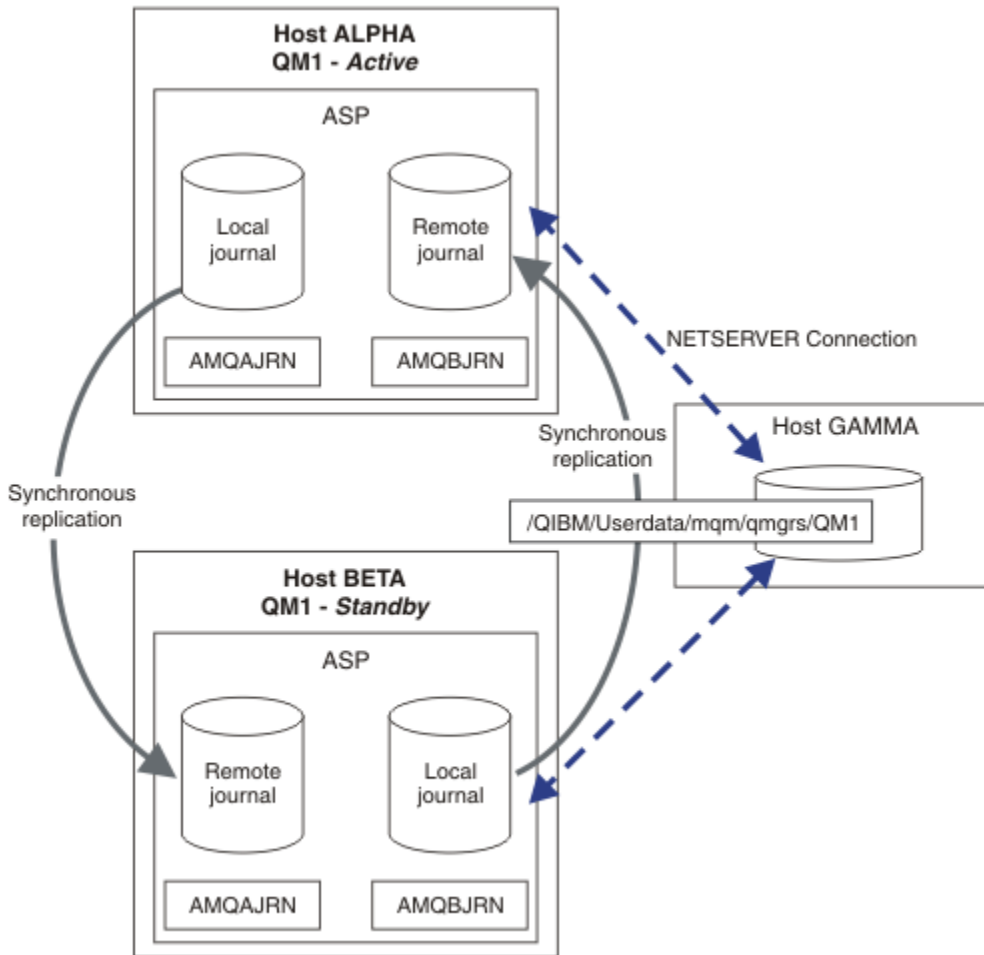 Host ALPHA
QM1 - Active
ASP
Local
journal
Remote
journal
AMQAJRN
AMQBJRN
NETSERVER Connection
Host GAMMA
/QIBM/Userdata/mqm/qmgrs/QM1
Synchronous
replication
Synchronous
replication
Host BETA
QM1 - Standby
ASP
Remote
journal
Local
journal
AMQAJRN
AMQBJRN